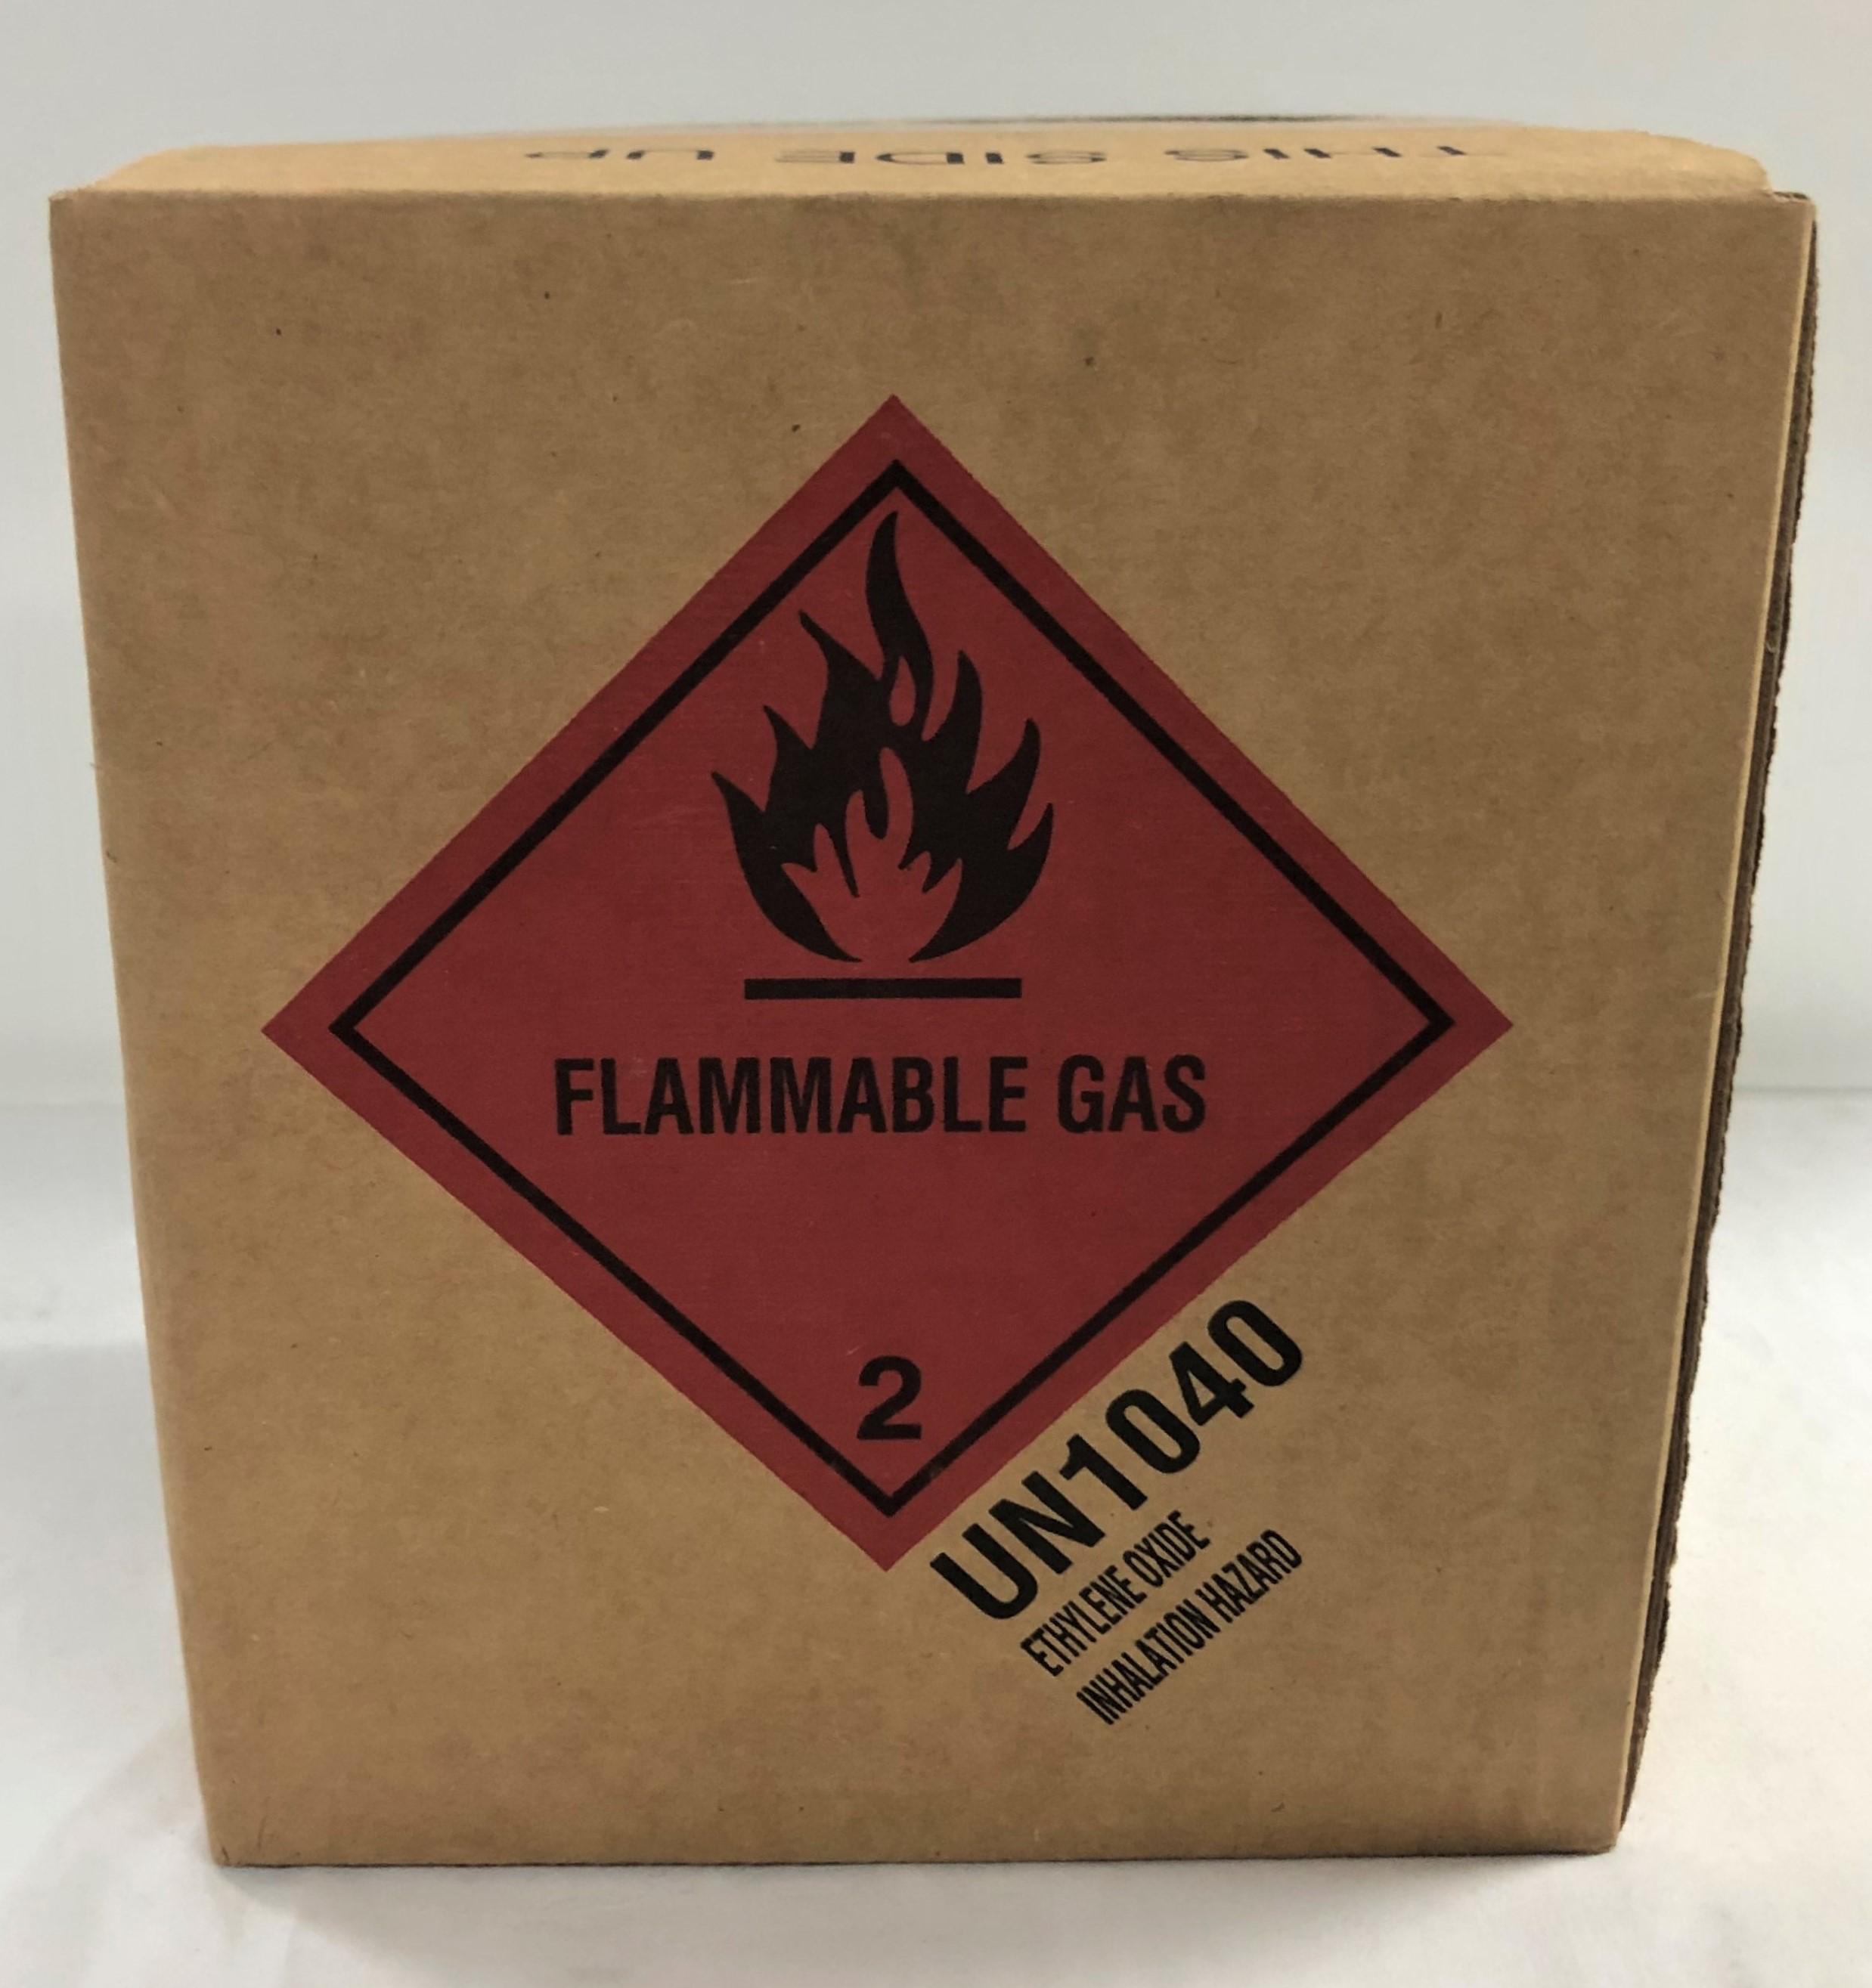 THIS SIDE UP
FLAMMABLE GAS
2
UN1040
ETHYLENE OXIDE
INHALATION HAZARD